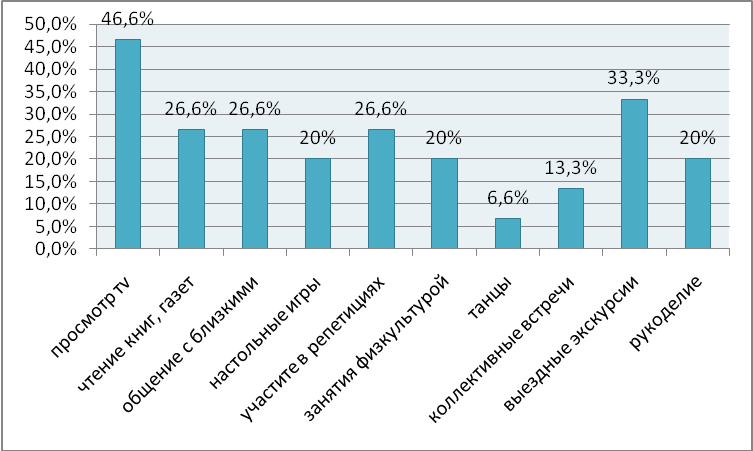 50,0%
45,0%
40,0%
35,0%
30,0%
25,0%
20,0%
15,0%
10,0%
5,0%
0,0%
46,6%
26,6%
26,6%
20%
26,6%
20%
6,6%
13,3%
33,3%
20%
просмотр tv
чтение книг, газет
общение с близкими
настольные игры
участите в репетициях
занятия физкультурой
танцы
коллективные встречи
выездные экскурсии
рукоделие